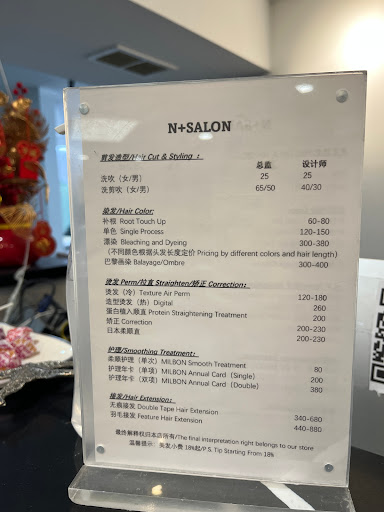 N+SALON
剪发造型/Hair Cut & Styling :
总监 设计师
洗吹（女/男） 25 25
洗剪吹（女/男） 65/50 40/30
染发/Hair Color:
补根 Root Touch Up 60-80
单色 Single Process 120-150
漂染 Bleaching and Dyeing 300-380
（不同颜色根据头发长度定价 Pricing by different colors and hair length）
巴黎画染 Balayage/Ombre 300-400
烫发 Perm/拉直 Straighten/矫正 Correction:
烫发（冷）Texture Air Perm 120-180
造型烫发（热）Digital 260
蛋白植入顺直 Protein Straightening Treatment 200
矫正 Correction 200-230
日本柔顺直 200-230
护理/Smoothing Treatment:
柔顺护理（单次）MILBON Smooth Treatment 80
护理年卡（单项）MILBON Annual Card（Single） 200
护理年卡（双项）MILBON Annual Card（Double） 380
接发/Hair Extension:
无痕接发 Double Tape Hair Extension 340-680
羽毛接发 Feature Hair Extension 440-880
最终解释权归本店所有/The final interpretation right belongs to our store
温馨提示：美发小费 18%起/P.S. Tip Starting From 18%